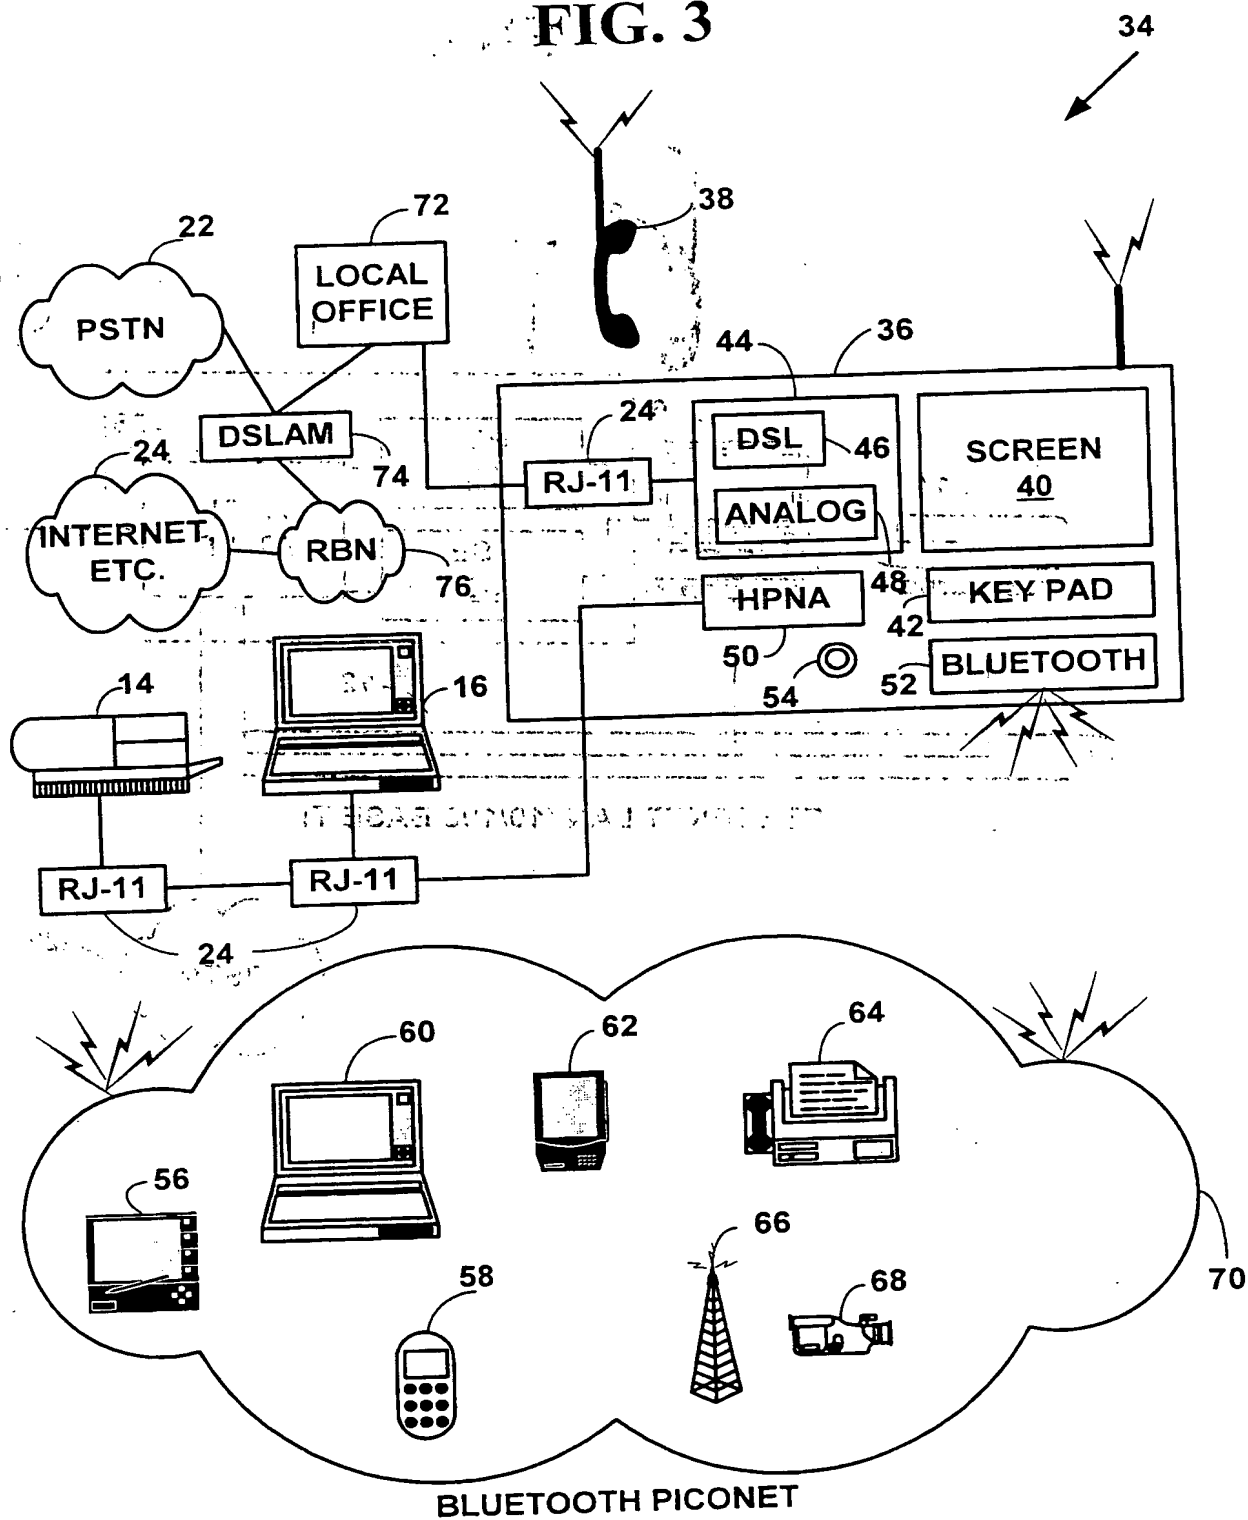 FIG. 3
34
38
72
22
LOCAL
OFFICE
PSTN
36
44
24
DSLAM
74
DSL
46
SCREEN
40
24
RJ-11
ANALOG
INTERNET,
ETC.
RBN
76
48
HPNA
50
42
KEY PAD
54
52
BLUETOOTH
14
16
RJ-11
RJ-11
24
60
62
64
56
66
58
68
70
BLUETOOTH PICONET